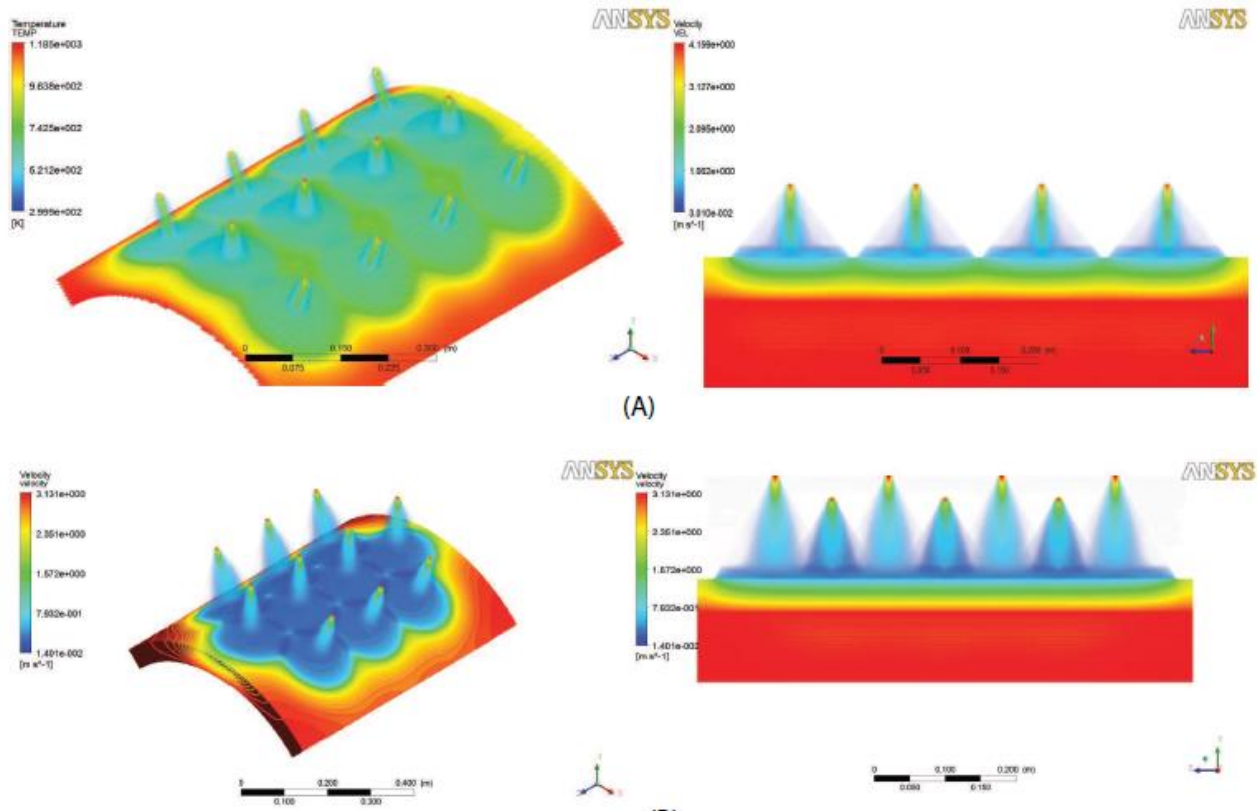 Temperature
TEMP
1.185e+003
9.638e+002
7.425e+002
5.212e+002
2.999e+002
[K]
ANSYS
0
0.150
0.300 (m)
0.075
0.225
Velocity
VEL
4.159e+000
3.127e+000
2.095e+000
1.062e+000
[m s^-1]
ANSYS
0
0.100
0.200 (m)
0.050
0.150
(A)
Velocity
velocity
3.131e+000
2.351e+000
1.572e+000
7.932e-001
1.401e-002
[m s^-1]
ANSYS
0
0.200
0.400 (m)
0.100
0.300
Velocity
velocity
3.131e+000
2.351e+000
1.572e+000
7.932e-001
1.401e-002
[m s^-1]
ANSYS
0
0.100
0.200 (m)
0.050
0.150